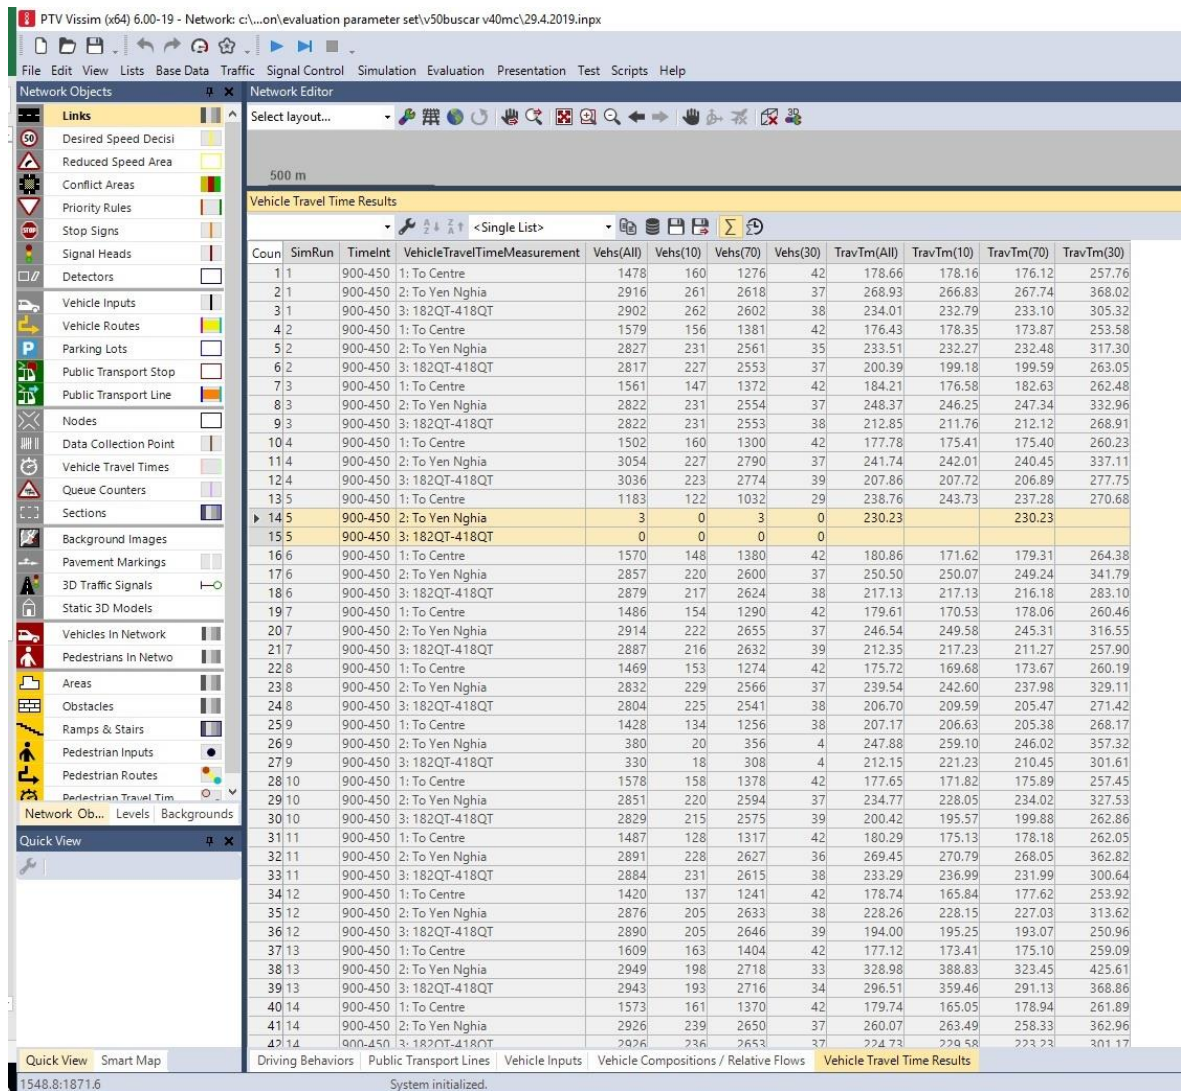 PTV Vissim (x64) 6.00-19 - Network: c:\...on\evaluation parameter set\v50buscar v40mc\29.4.2019.inpx
File Edit View Lists Base Data Traffic Signal Control Simulation Evaluation Presentation Test Scripts Help
Network Objects
Links
Desired Speed Decisi
Reduced Speed Area
Conflict Areas
Priority Rules
Stop Signs
Signal Heads
Detectors
Vehicle Inputs
Vehicle Routes
Parking Lots
Public Transport Stop
Public Transport Line
Nodes
Data Collection Point
Vehicle Travel Times
Queue Counters
Sections
Background Images
Pavement Markings
3D Traffic Signals
Static 3D Models
Vehicles In Network
Pedestrians In Netwo
Areas
Obstacles
Ramps & Stairs
Pedestrian Inputs
Pedestrian Routes
Pedestrian Travel Tim
Network Ob... Levels Backgrounds
Quick View
Quick View Smart Map
Network Editor
Select layout...
500 m
Vehicle Travel Time Results
<Single List>
Coun SimRun TimeInt VehicleTravelTimeMeasurement Vehs(All) Vehs(10) Vehs(70) Vehs(30) TravTm(All) TravTm(10) TravTm(70) TravTm(30)
1 1 900-450 1: To Centre 1478 160 1276 42 178.66 178.16 176.12 257.76
2 1 900-450 2: To Yen Nghia 2916 261 2618 37 268.93 266.83 267.74 368.02
3 1 900-450 3: 182QT-418QT 2902 262 2602 38 234.01 232.79 233.10 305.32
4 2 900-450 1: To Centre 1579 156 1381 42 176.43 178.35 173.87 253.58
5 2 900-450 2: To Yen Nghia 2827 231 2561 35 233.51 232.27 232.48 317.30
6 2 900-450 3: 182QT-418QT 2817 227 2553 37 200.39 199.18 199.59 263.05
7 3 900-450 1: To Centre 1561 147 1372 42 184.21 176.58 182.63 262.48
8 3 900-450 2: To Yen Nghia 2822 231 2554 37 248.37 246.25 247.34 332.96
9 3 900-450 3: 182QT-418QT 2822 231 2553 38 212.85 211.76 212.12 268.91
10 4 900-450 1: To Centre 1502 160 1300 42 177.78 175.41 175.40 260.23
11 4 900-450 2: To Yen Nghia 3054 227 2790 37 241.74 242.01 240.45 337.11
12 4 900-450 3: 182QT-418QT 3036 223 2774 39 207.86 207.72 206.89 277.75
13 5 900-450 1: To Centre 1183 122 1032 29 238.76 243.73 237.28 270.68
14 5 900-450 2: To Yen Nghia 3 0 3 0 230.23 230.23
15 5 900-450 3: 182QT-418QT 0 0 0 0
16 6 900-450 1: To Centre 1570 148 1380 42 180.86 171.62 179.31 264.38
17 6 900-450 2: To Yen Nghia 2857 220 2600 37 250.50 250.07 249.24 341.79
18 6 900-450 3: 182QT-418QT 2879 217 2624 38 217.13 217.13 216.18 283.10
19 7 900-450 1: To Centre 1486 154 1290 42 179.61 170.53 178.06 260.46
20 7 900-450 2: To Yen Nghia 2914 222 2655 37 246.54 249.58 245.31 316.55
21 7 900-450 3: 182QT-418QT 2887 216 2632 39 212.35 217.23 211.27 257.90
22 8 900-450 1: To Centre 1469 153 1274 42 175.72 169.68 173.67 260.19
23 8 900-450 2: To Yen Nghia 2832 229 2566 37 239.54 242.60 237.98 329.11
24 8 900-450 3: 182QT-418QT 2804 225 2541 38 206.70 209.59 205.47 271.42
25 9 900-450 1: To Centre 1428 134 1256 38 207.17 206.63 205.38 268.17
26 9 900-450 2: To Yen Nghia 380 20 356 4 247.88 259.10 246.02 357.32
27 9 900-450 3: 182QT-418QT 330 18 308 4 212.15 221.23 210.45 301.61
28 10 900-450 1: To Centre 1578 158 1378 42 177.65 171.82 175.89 257.45
29 10 900-450 2: To Yen Nghia 2851 220 2594 37 234.77 228.05 234.02 327.53
30 10 900-450 3: 182QT-418QT 2829 215 2575 39 200.42 195.57 199.88 262.86
31 11 900-450 1: To Centre 1487 128 1317 42 180.29 175.13 178.18 262.05
32 11 900-450 2: To Yen Nghia 2891 228 2627 36 269.45 270.79 268.05 362.82
33 11 900-450 3: 182QT-418QT 2884 231 2615 38 233.29 236.99 231.99 300.64
34 12 900-450 1: To Centre 1420 137 1241 42 178.74 165.84 177.62 253.92
35 12 900-450 2: To Yen Nghia 2876 205 2633 38 228.26 228.15 227.03 313.62
36 12 900-450 3: 182QT-418QT 2890 205 2646 39 194.00 195.25 193.07 250.96
37 13 900-450 1: To Centre 1609 163 1404 42 177.12 173.41 175.10 259.09
38 13 900-450 2: To Yen Nghia 2949 198 2718 33 328.98 388.83 323.45 425.61
39 13 900-450 3: 182QT-418QT 2943 193 2716 34 296.51 359.46 291.13 368.86
40 14 900-450 1: To Centre 1573 161 1370 42 179.74 165.05 178.94 261.89
41 14 900-450 2: To Yen Nghia 2926 239 2650 37 260.07 263.49 258.33 362.96
42 14 900-450 3: 182QT-418QT 2926 236 2653 37 224.73 229.58 223.23 301.17
Driving Behaviors Public Transport Lines Vehicle Inputs Vehicle Compositions / Relative Flows Vehicle Travel Time Results
1548.8:1871.6 System initialized.